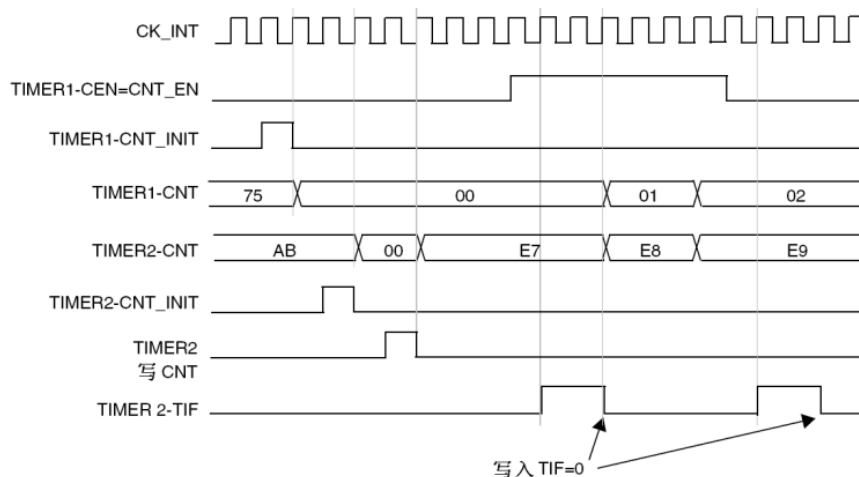 CK_INT
TIMER1-CEN=CNT_EN
TIMER1-CNT_INIT
TIMER1-CNT 75 00 01 02
TIMER2-CNT AB 00 E7 E8 E9
TIMER2-CNT_INIT
TIMER2
写 CNT
TIMER 2-TIF
写入 TIF=0